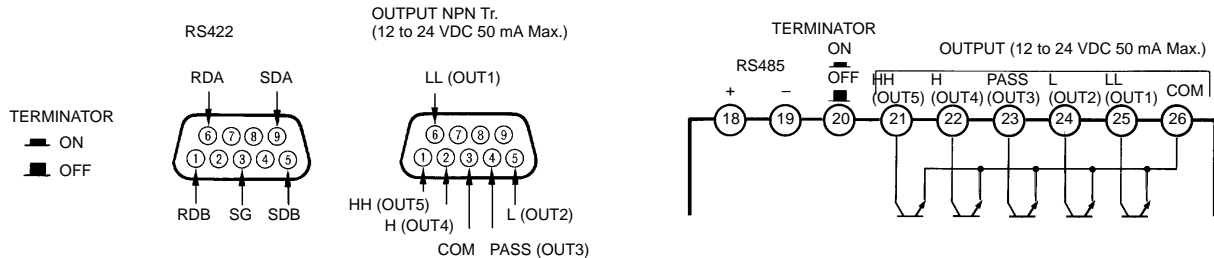 RS422
RDA SDA
TERMINATOR
ON
OFF
6 7 8 9
1 2 3 4 5
RDB SG SDB
OUTPUT NPN Tr.
(12 to 24 VDC 50 mA Max.)
LL (OUT1)
6 7 8 9
1 2 3 4 5
HH (OUT5)
H (OUT4)
L (OUT2)
COM PASS (OUT3)
TERMINATOR
ON
OFF
RS485
+ –
OUTPUT (12 to 24 VDC 50 mA Max.)
HH H PASS L LL COM
(OUT5) (OUT4) (OUT3) (OUT2) (OUT1)
18 19 20 21 22 23 24 25 26